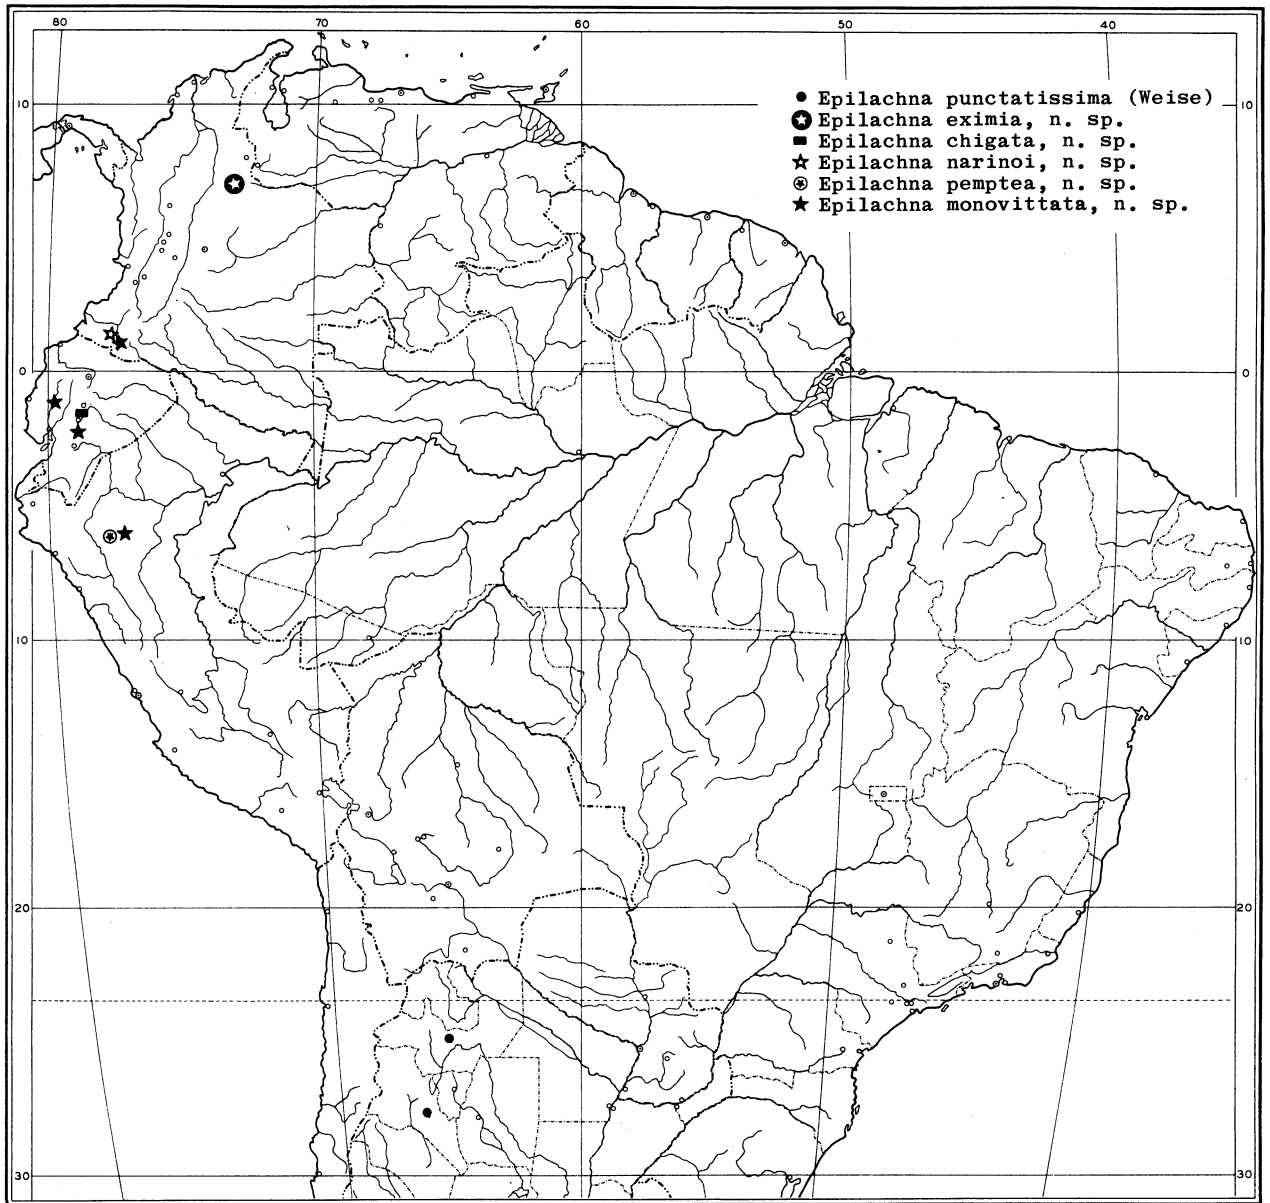 80 70 60 50 40
● Epilachna punctatissima (Weise)
10 10
✪ Epilachna eximia, n. sp.
■ Epilachna chigata, n. sp.
☆ Epilachna narinoi, n. sp.
⍟ Epilachna pemptea, n. sp.
★ Epilachna monovittata, n. sp.
0 0
10 10
20 20
30 30